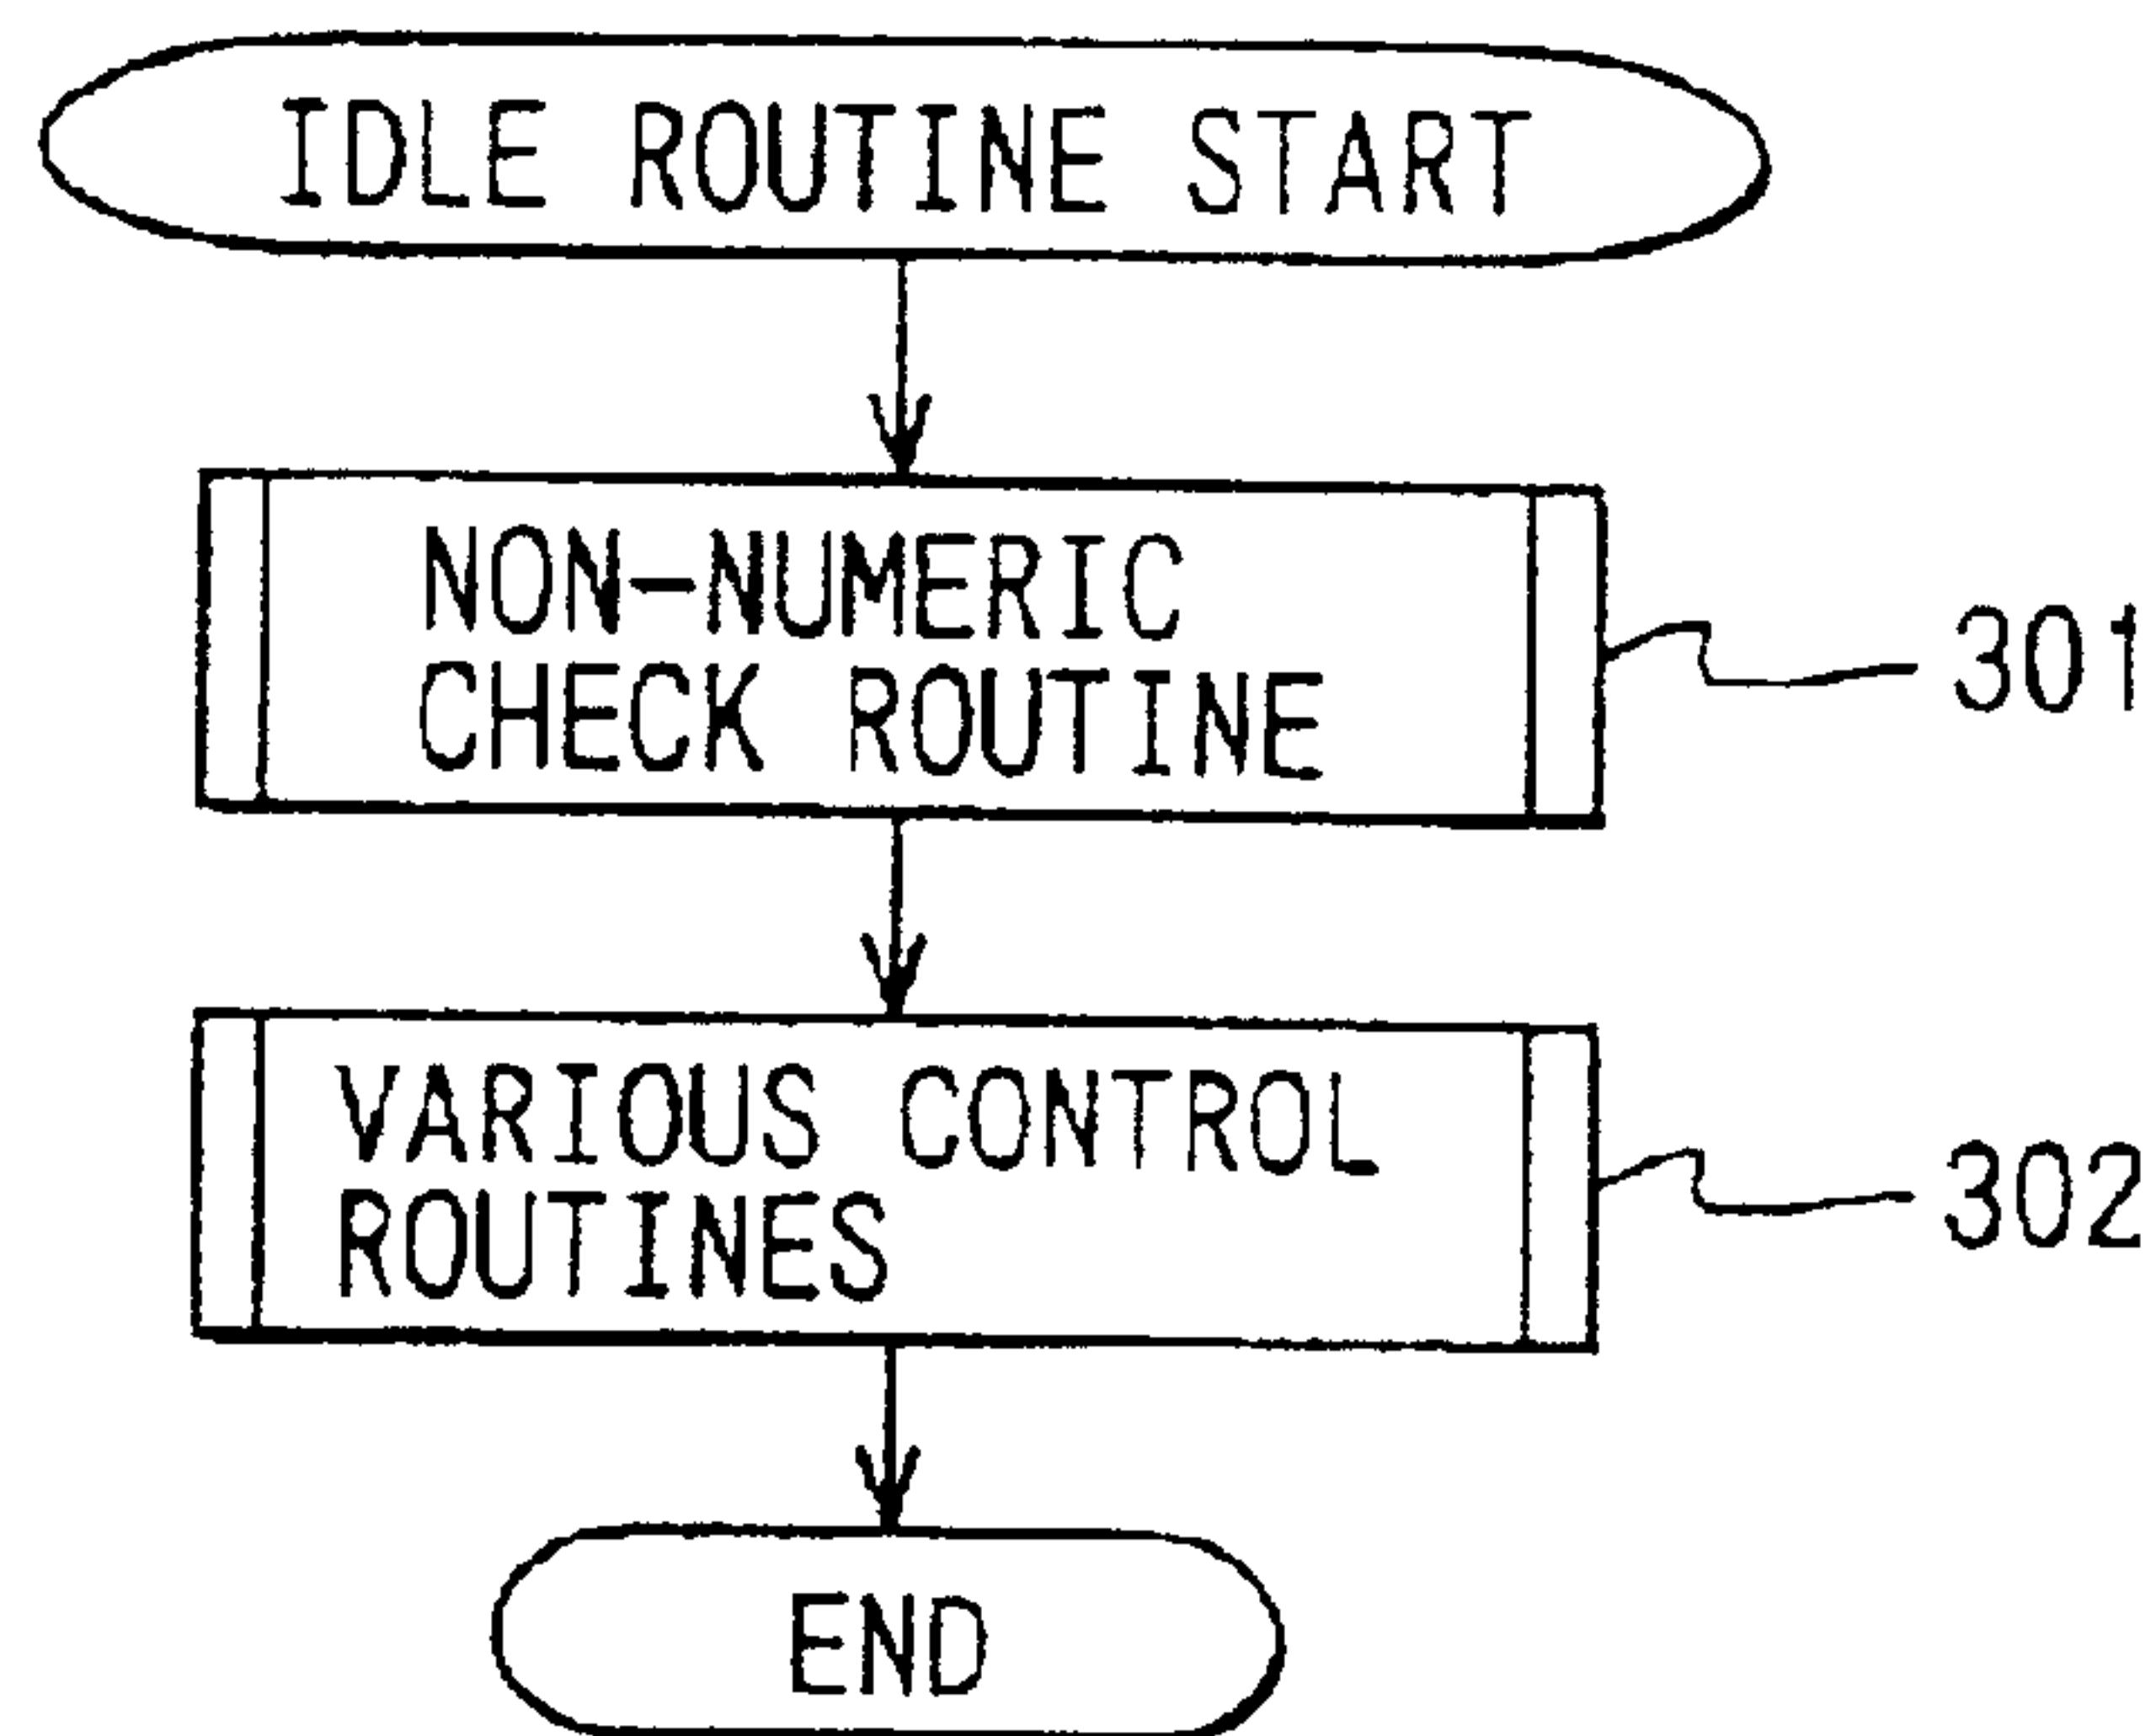 IDLE ROUTINE START
NON-NUMERIC
CHECK ROUTINE
301
VARIOUS CONTROL
ROUTINES
302
END